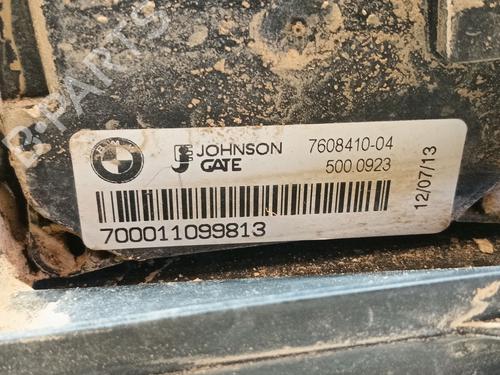 JOHNSON
GATE
7608410-04
500.0923
12/07/13
700011099813
B-PARTS